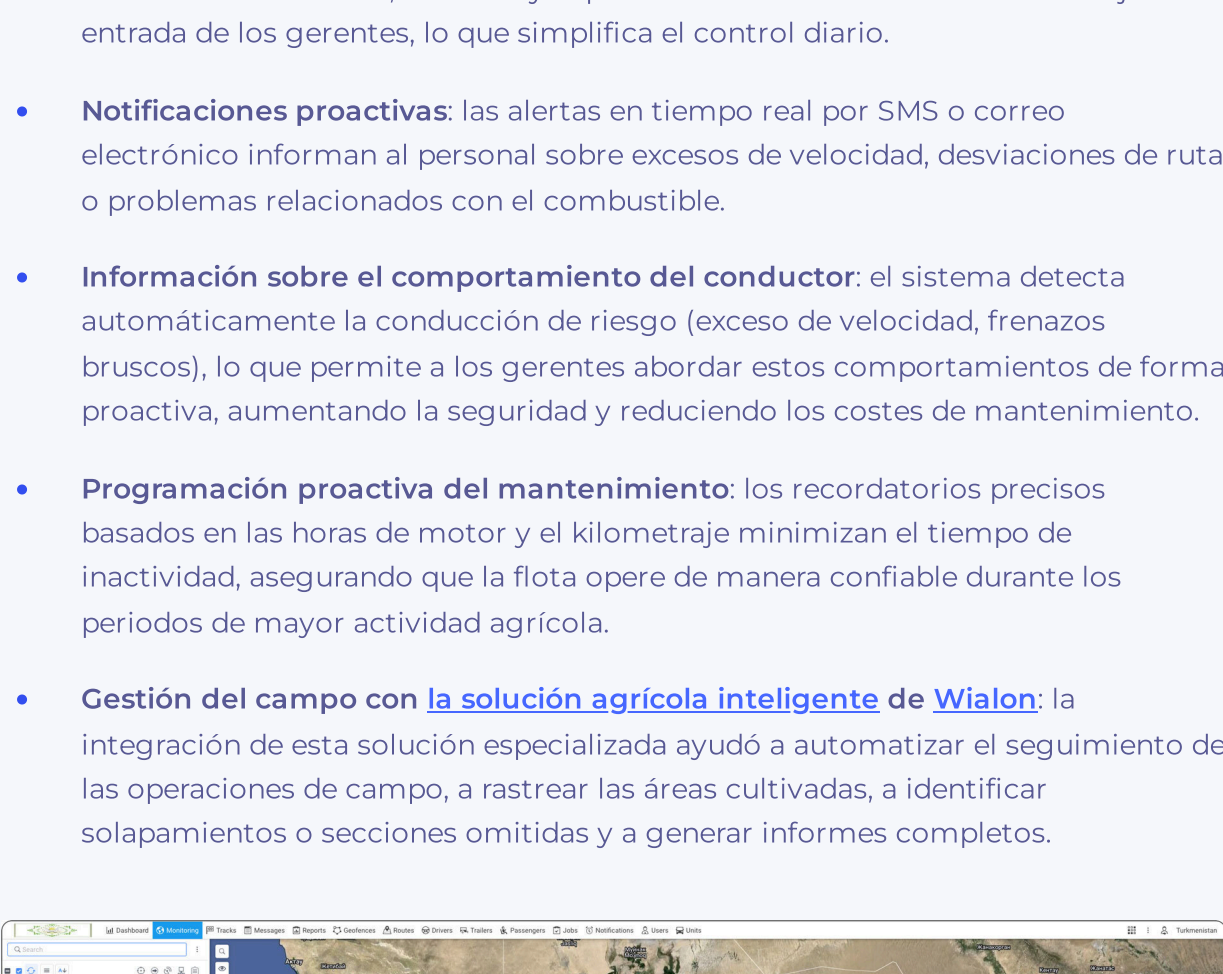 entrada de los gerentes, lo que simplifica el control diario.
Notificaciones proactivas: las alertas en tiempo real por SMS o correo
electrónico informan al personal sobre excesos de velocidad, desviaciones de ruta
o problemas relacionados con el combustible.
Información sobre el comportamiento del conductor: el sistema detecta
automáticamente la conducción de riesgo (exceso de velocidad, frenazos
bruscos), lo que permite a los gerentes abordar estos comportamientos de forma
proactiva, aumentando la seguridad y reduciendo los costes de mantenimiento.
Programación proactiva del mantenimiento: los recordatorios precisos
basados en las horas de motor y el kilometraje minimizan el tiempo de
inactividad, asegurando que la flota opere de manera confiable durante los
periodos de mayor actividad agrícola.
Gestión del campo con la solución agrícola inteligente de Wialon: la
integración de esta solución especializada ayudó a automatizar el seguimiento de
las operaciones de campo, a rastrear las áreas cultivadas, a identificar
solapamientos o secciones omitidas y a generar informes completos.
Dashboard Monitoring Tracks Messages Reports Geofences Routes Drivers Trailers Passengers Jobs Notifications Users Units Turkmenistan
Search
Актау
Жанакорган
Кентау
Жанатас